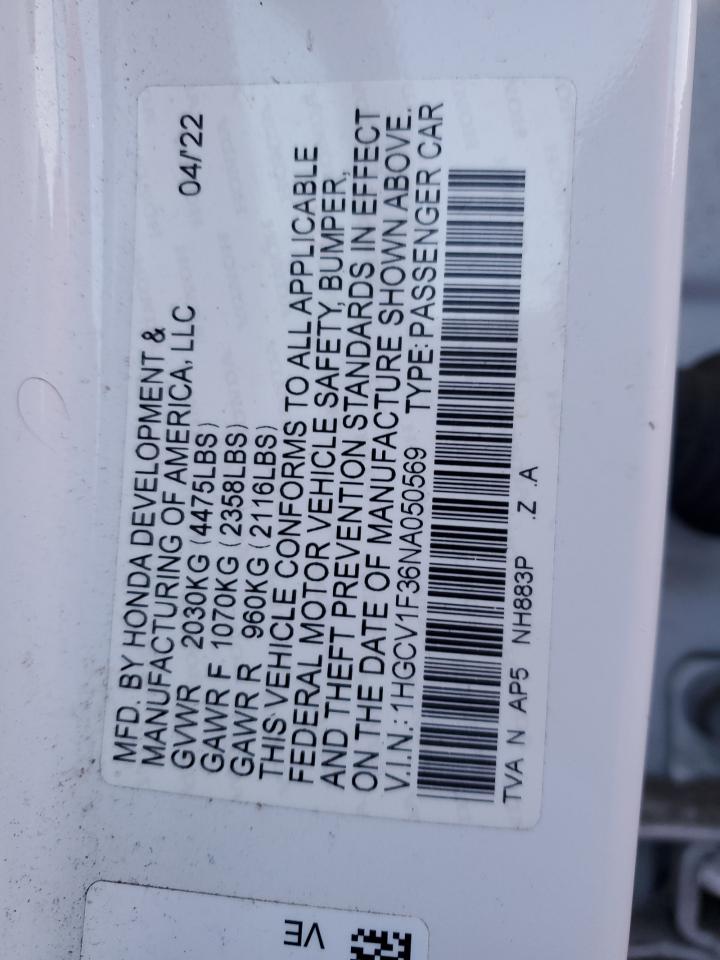 MFD. BY HONDA DEVELOPMENT &
MANUFACTURING OF AMERICA, LLC 04/'22
GVWR 2030KG (4475LBS)
GAWR F 1070KG (2358LBS)
GAWR R 960KG (2116LBS)
THIS VEHICLE CONFORMS TO ALL APPLICABLE
FEDERAL MOTOR VEHICLE SAFETY, BUMPER,
AND THEFT PREVENTION STANDARDS IN EFFECT
ON THE DATE OF MANUFACTURE SHOWN ABOVE.
V.I.N.: 1HGCV1F36NA050569 TYPE: PASSENGER CAR
TVA N AP5 NH883P .Z .A
VE